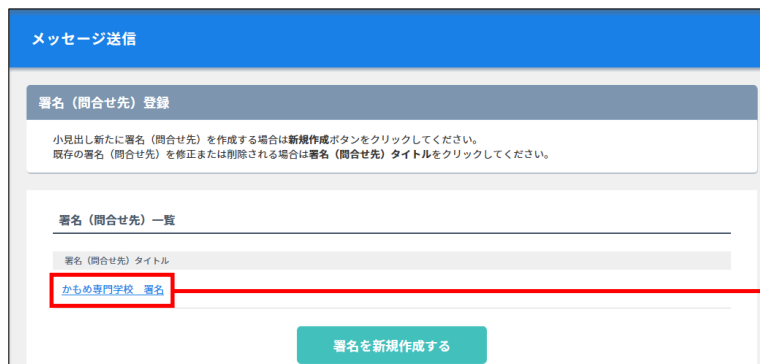 メッセージ送信
署名（問合せ先）登録
小見出し新たに署名（問合せ先）を作成する場合は新規作成ボタンをクリックしてください。
既存の署名（問合せ先）を修正または削除される場合は署名（問合せ先）タイトルをクリックしてください。
署名（問合せ先）一覧
署名（問合せ先）タイトル
かもめ専門学校　署名
署名を新規作成する